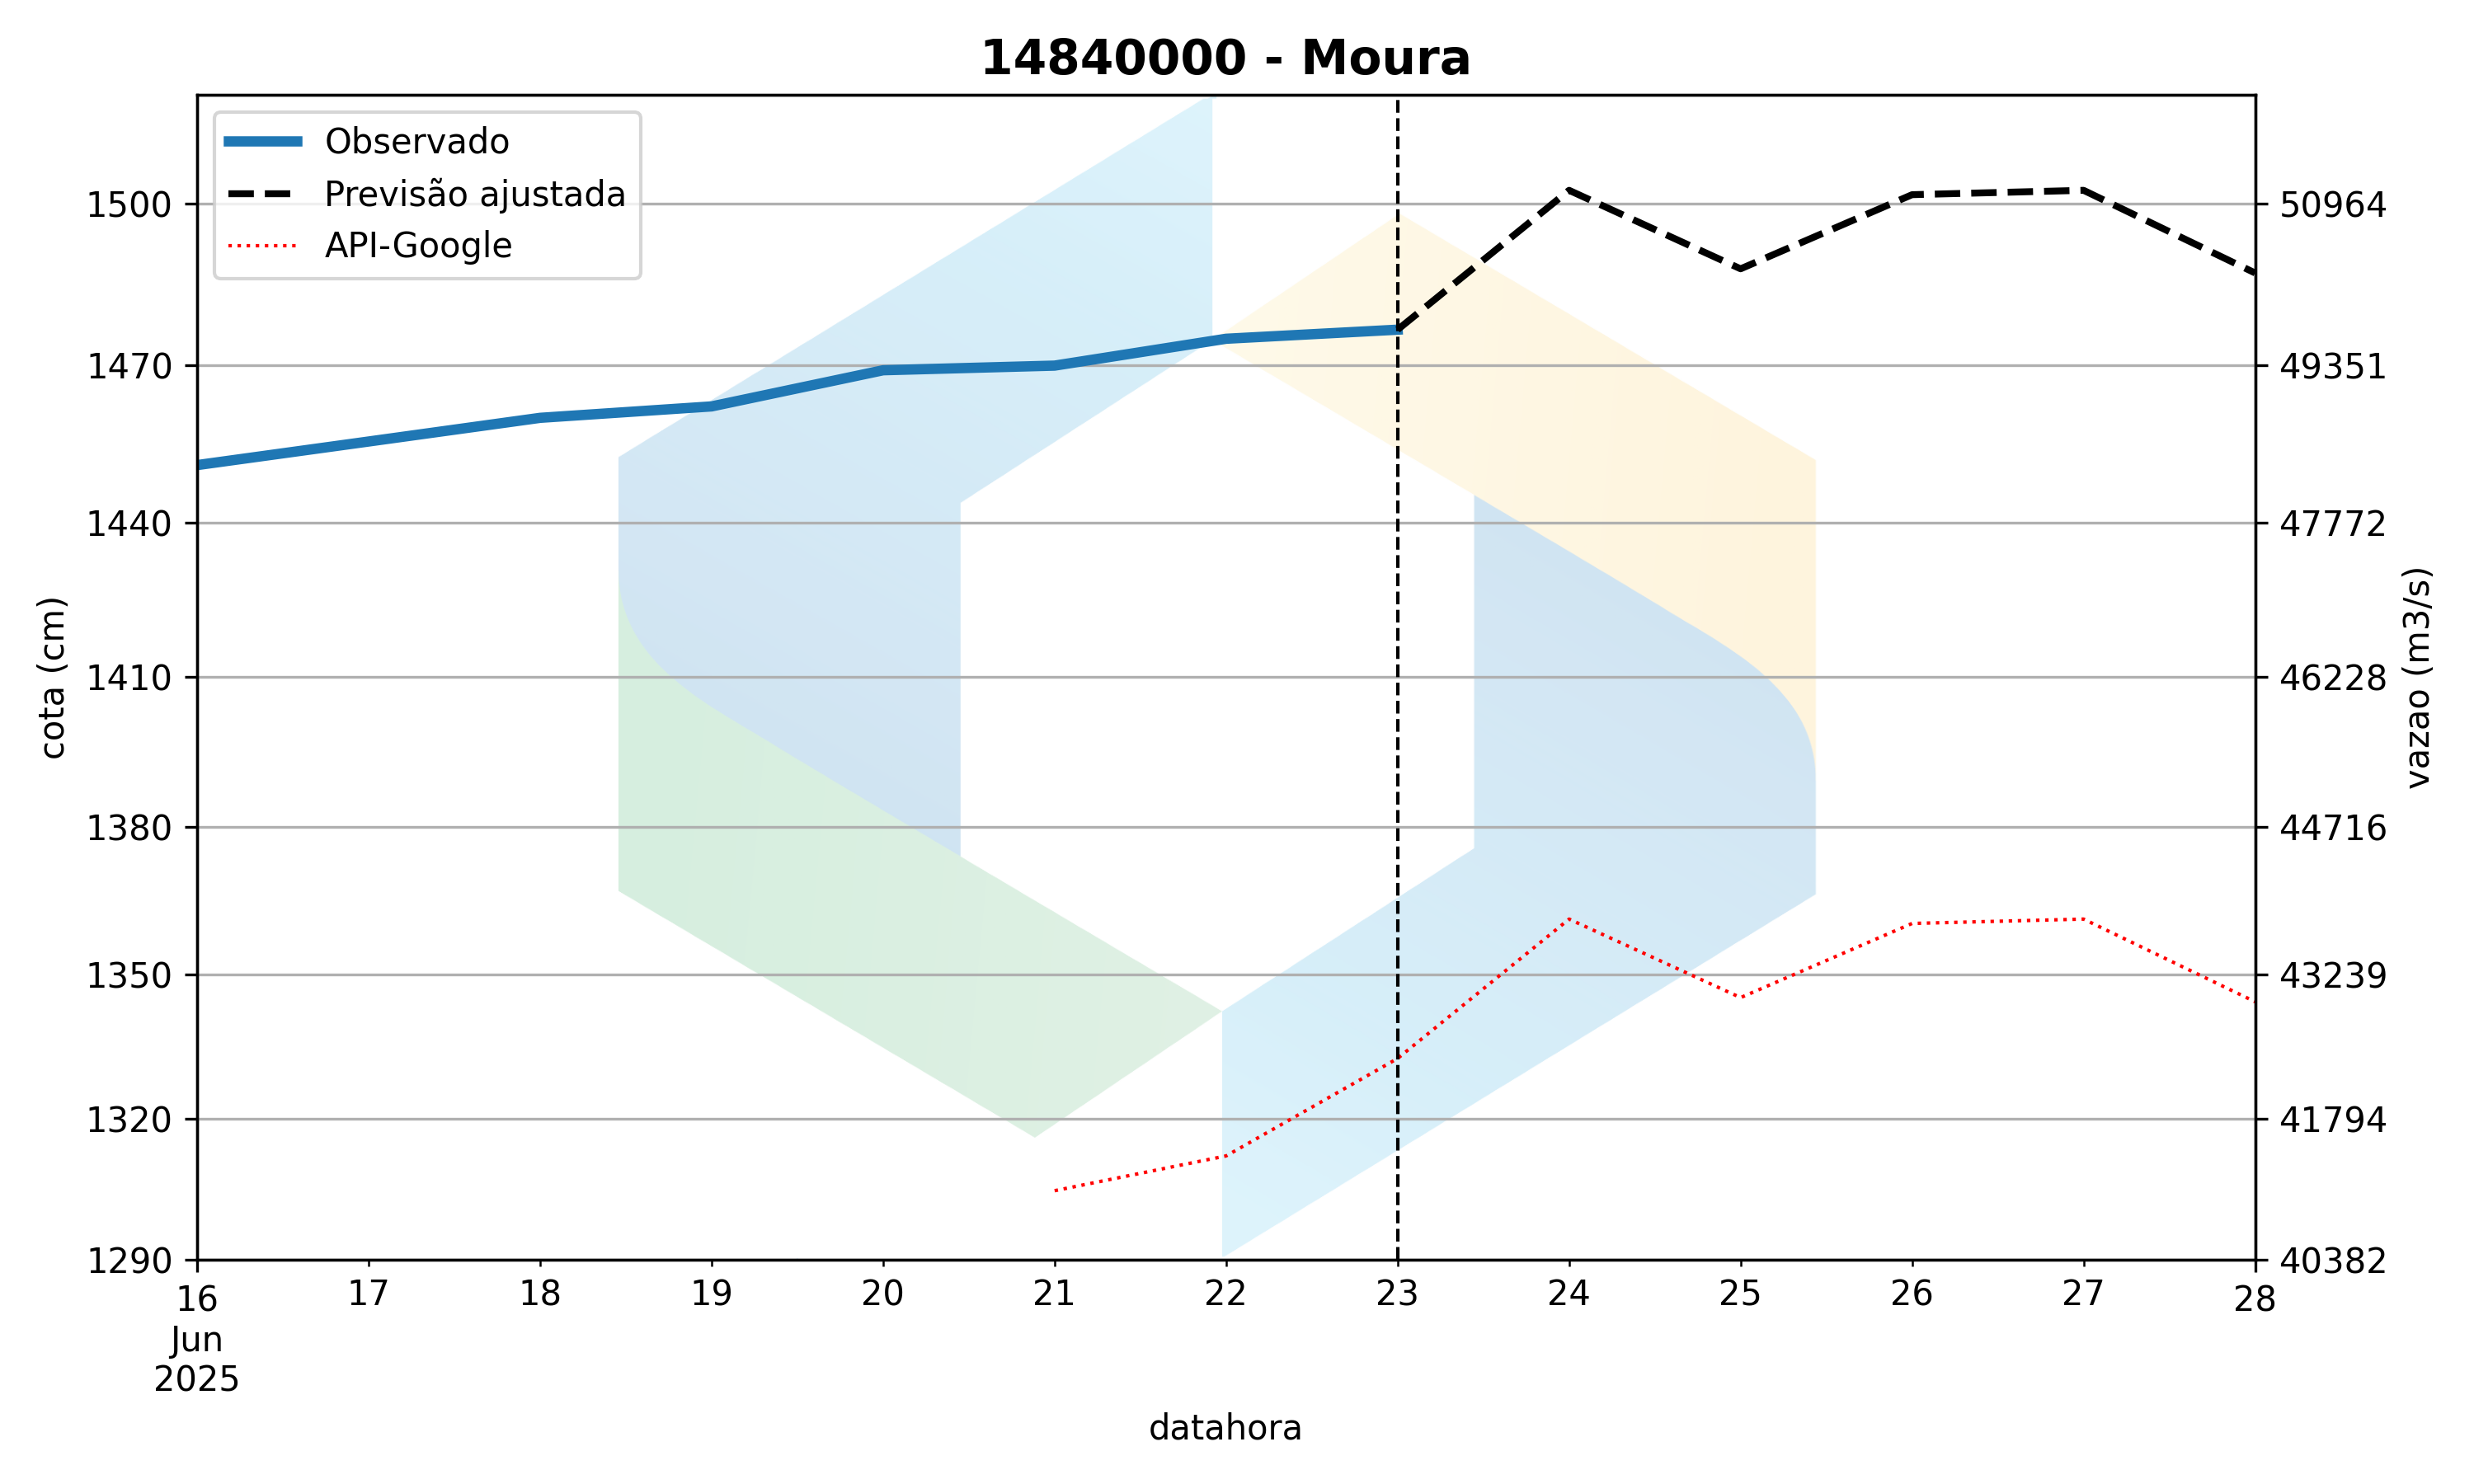 14840000 - Moura
Observado
Previsão ajustada
API-Google
1500
1470
1440
1410
1380
1350
1320
1290
cota (cm)
50964
49351
47772
46228
44716
43239
41794
40382
vazao (m3/s)
16 17 18 19 20 21 22 23 24 25 26 27 28
Jun
2025
datahora